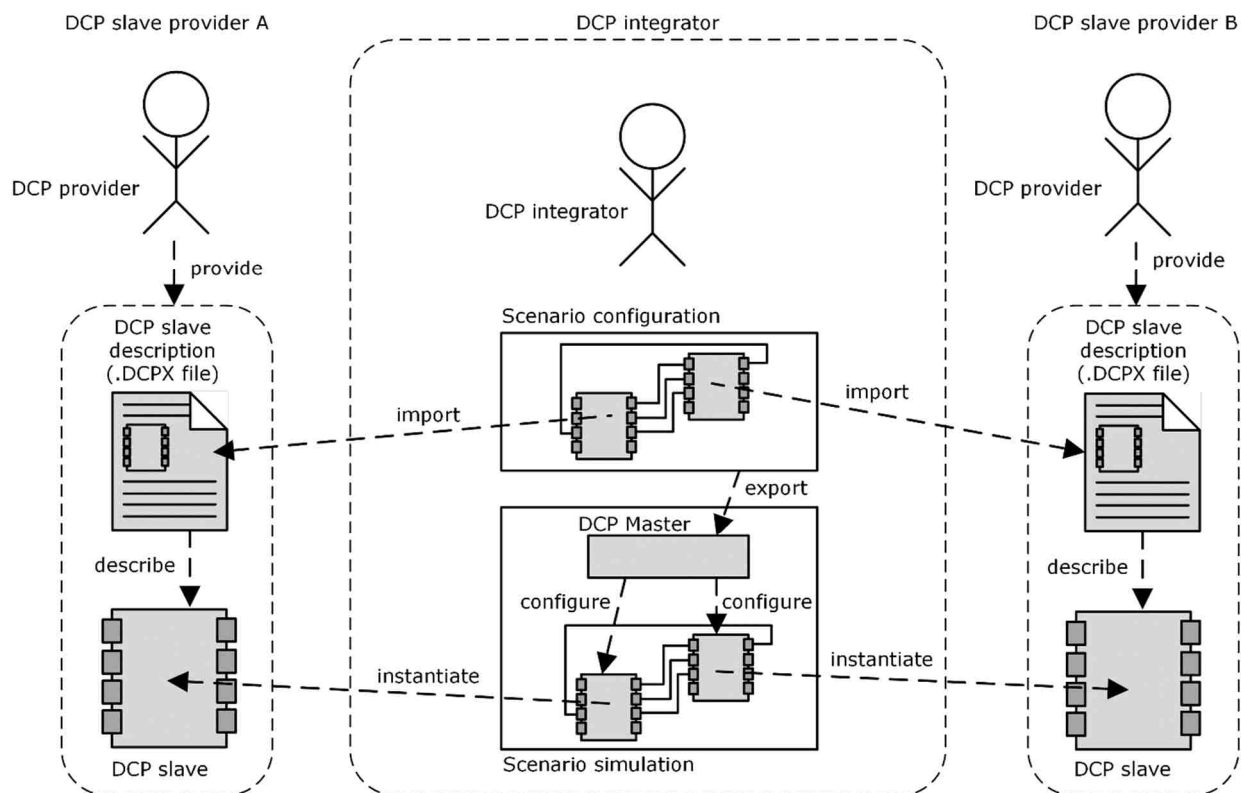 DCP slave provider A
DCP integrator
DCP slave provider B
DCP provider
DCP integrator
DCP provider
provide
provide
DCP slave
description
(.DCPX file)
Scenario configuration
DCP slave
description
(.DCPX file)
import
import
export
DCP Master
describe
describe
configure
configure
instantiate
instantiate
DCP slave
Scenario simulation
DCP slave